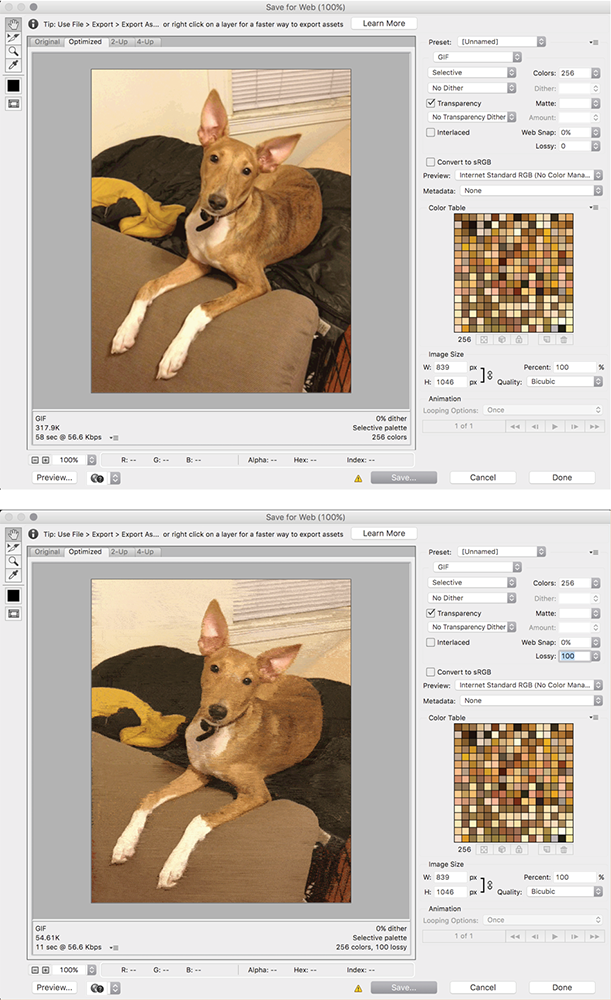 Save for Web (100%)
Tip: Use File > Export > Export As... or right click on a layer for a faster way to export assets
Learn More
Original Optimized 2-Up 4-Up
Preset: [Unnamed]
GIF
Selective Colors: 256
No Dither Dither:
Transparency Matte:
No Transparency Dither Amount:
Interlaced Web Snap: 0%
Lossy: 0
Convert to sRGB
Preview: Internet Standard RGB (No Color Mana...
Metadata: None
Color Table
256
Image Size
W: 839 px Percent: 100 %
H: 1046 px Quality: Bicubic
Animation
Looping Options: Once
1 of 1
GIF 0% dither
317.9K Selective palette
58 sec @ 56.6 Kbps 256 colors
100% R: -- G: -- B: -- Alpha: -- Hex: -- Index: --
Preview... Save... Cancel Done
Save for Web (100%)
Tip: Use File > Export > Export As... or right click on a layer for a faster way to export assets
Learn More
Original Optimized 2-Up 4-Up
Preset: [Unnamed]
GIF
Selective Colors: 256
No Dither Dither:
Transparency Matte:
No Transparency Dither Amount:
Interlaced Web Snap: 0%
Lossy: 100
Convert to sRGB
Preview: Internet Standard RGB (No Color Mana...
Metadata: None
Color Table
256
Image Size
W: 839 px Percent: 100 %
H: 1046 px Quality: Bicubic
Animation
Looping Options: Once
1 of 1
GIF 0% dither
54.61K Selective palette
11 sec @ 56.6 Kbps 256 colors, 100 lossy
100% R: -- G: -- B: -- Alpha: -- Hex: -- Index: --
Preview... Save... Cancel Done